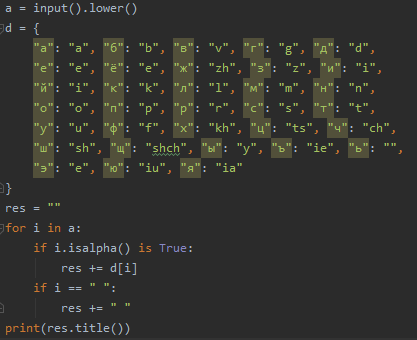 a = input().lower()
d = {
    "а": "a", "б": "b", "в": "v", "г": "g", "д": "d",
    "е": "e", "ё": "e", "ж": "zh", "з": "z", "и": "i",
    "й": "i", "к": "k", "л": "l", "м": "m", "н": "n",
    "о": "o", "п": "p", "р": "r", "с": "s", "т": "t",
    "у": "u", "ф": "f", "х": "kh", "ц": "ts", "ч": "ch",
    "ш": "sh", "щ": "shch", "ы": "y", "ъ": "ie", "ь": "",
    "э": "e", "ю": "iu", "я": "ia"
}
res = ""
for i in a:
    if i.isalpha() is True:
        res += d[i]
    if i == " ":
        res += " "
print(res.title())